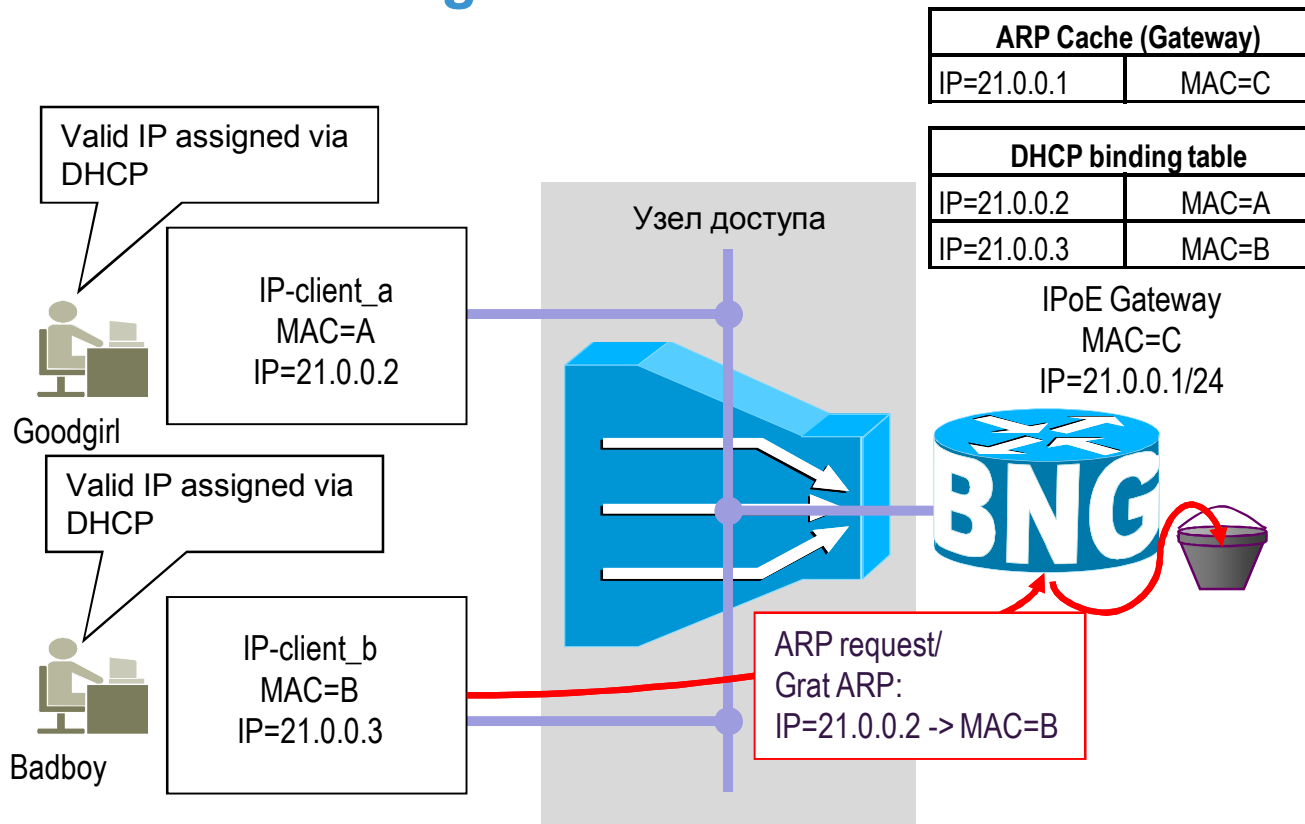 ARP Cache (Gateway)
IP=21.0.0.1 MAC=C
DHCP binding table
IP=21.0.0.2 MAC=A
IP=21.0.0.3 MAC=B
Valid IP assigned via
DHCP
IP-client_a
MAC=A
IP=21.0.0.2
Goodgirl
Узел доступа
IPoE Gateway
MAC=C
IP=21.0.0.1/24
BNG
Valid IP assigned via
DHCP
IP-client_b
MAC=B
IP=21.0.0.3
Badboy
ARP request/
Grat ARP:
IP=21.0.0.2 -> MAC=B